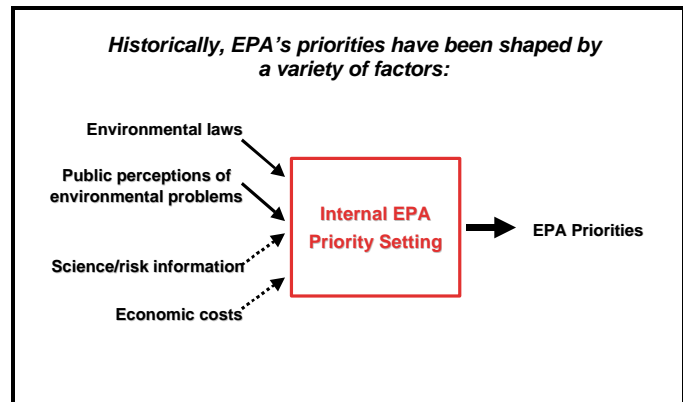 Historically, EPA's priorities have been shaped by
a variety of factors:
Environmental laws
Public perceptions of
environmental problems
Science/risk information
Economic costs
Internal EPA
Priority Setting
EPA Priorities